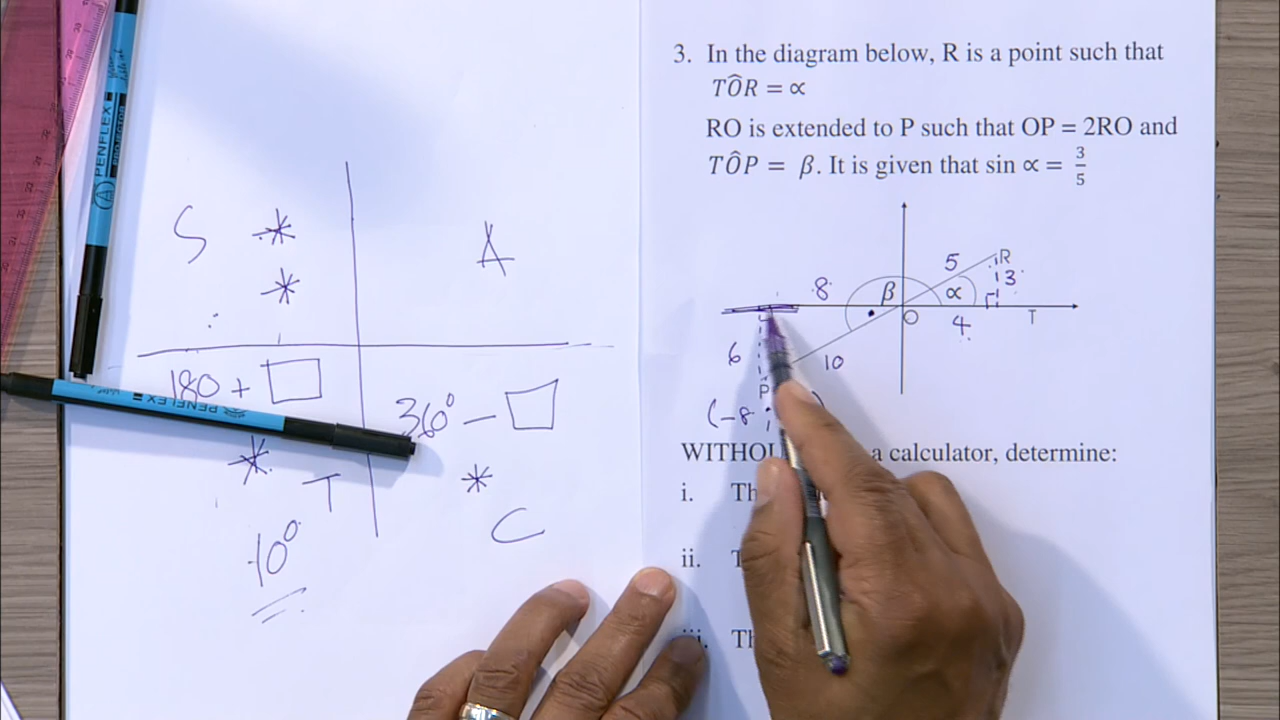 S * A
*
180 + □ 360° − □
* T * C
10°
PENFLEX
PENFLEX
3. In the diagram below, R is a point such that
TÔR = ∝
RO is extended to P such that OP = 2RO and
TÔP = β. It is given that sin ∝ = 3/5
5 R
8 β ∝ 3
O 4 T
6 10
P
(−8 ; )
a calculator, determine:
i.
ii.